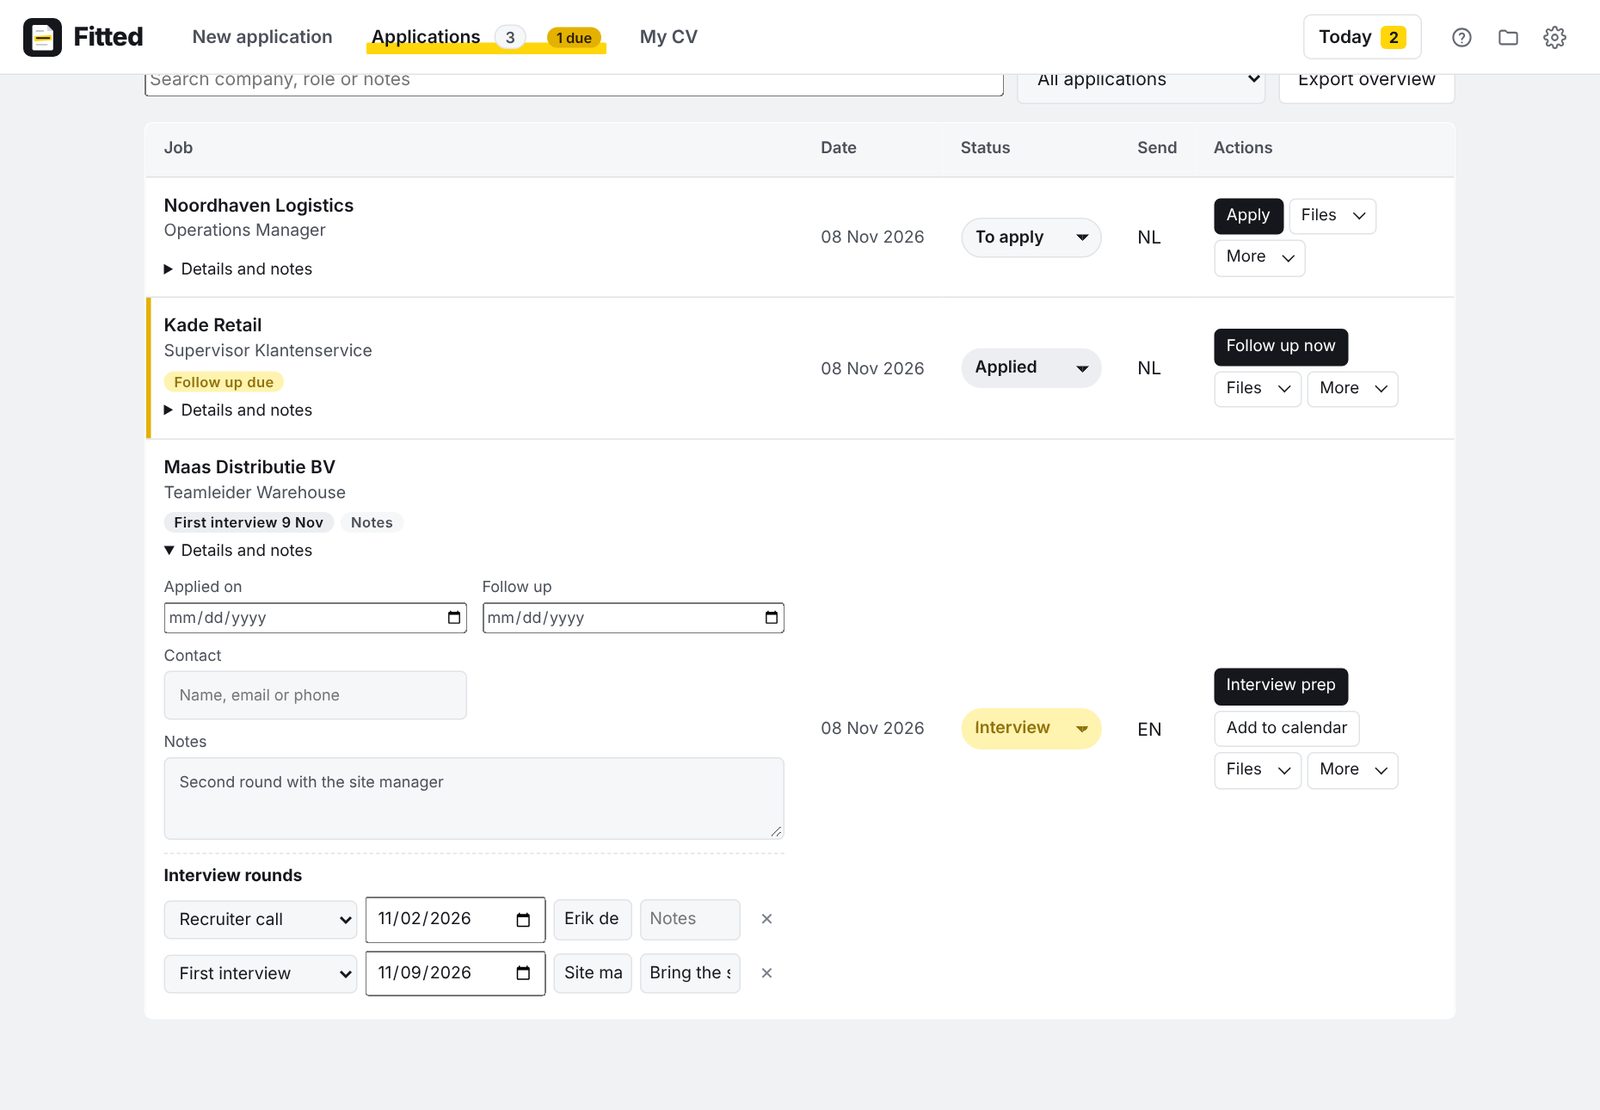 Fitted
New application
Applications 3 1 due
My CV
Today 2
Search company, role or notes
All applications
Export overview
Job Date Status Send Actions
Noordhaven Logistics
Operations Manager
Details and notes
08 Nov 2026
To apply
NL
Apply
Files
More
Kade Retail
Supervisor Klantenservice
Follow up due
Details and notes
08 Nov 2026
Applied
NL
Follow up now
Files
More
Maas Distributie BV
Teamleider Warehouse
First interview 9 Nov
Notes
Details and notes
Applied on
Follow up
mm/dd/yyyy
mm/dd/yyyy
Contact
Name, email or phone
Notes
Second round with the site manager
08 Nov 2026
Interview
EN
Interview prep
Add to calendar
Files
More
Interview rounds
Recruiter call 11/02/2026 Erik de Notes
First interview 11/09/2026 Site ma Bring the s